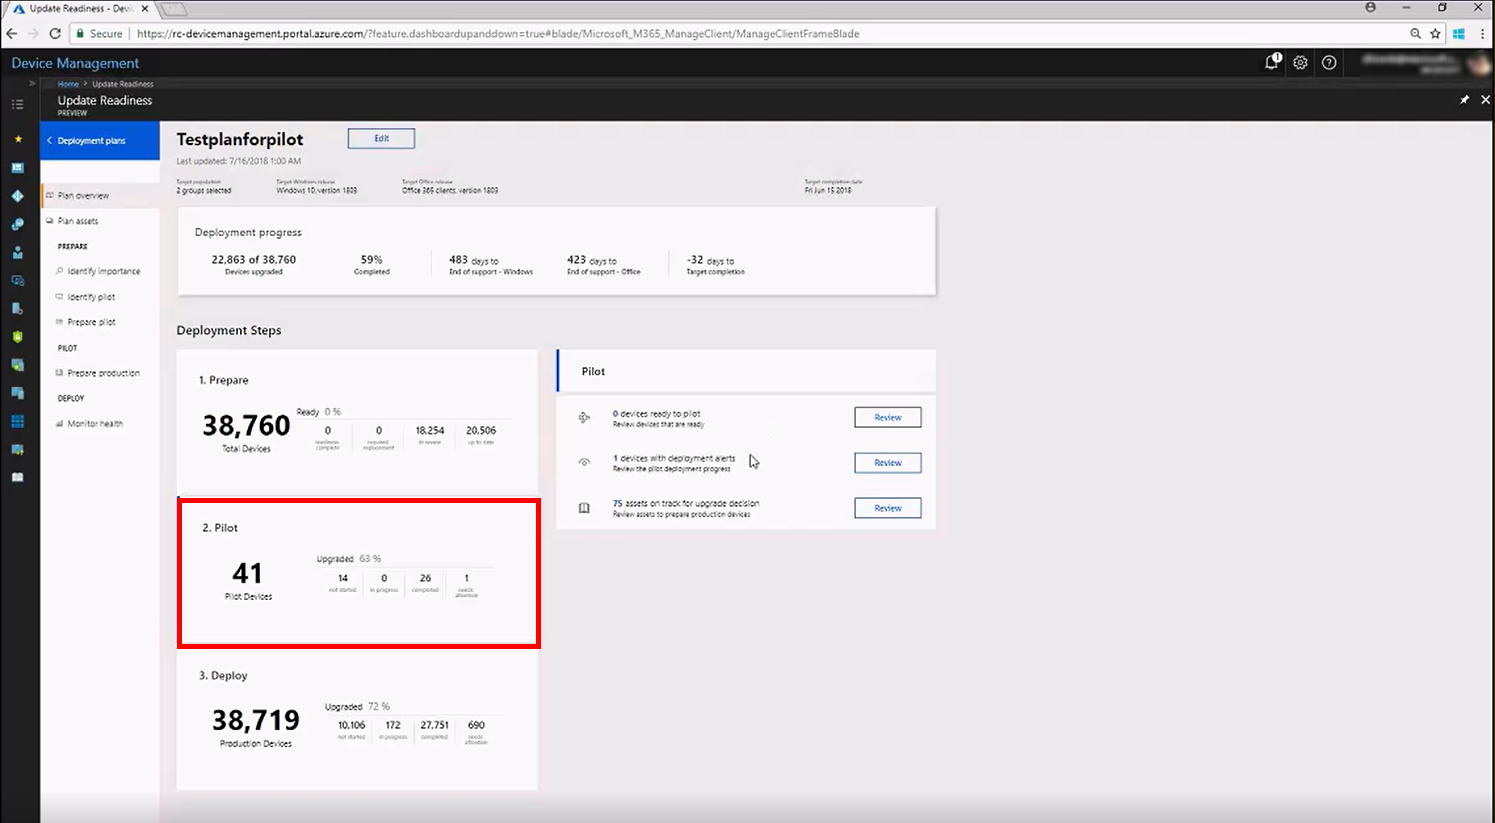 Update Readiness - Devi
Secure https://rc-devicemanagement.portal.azure.com/?feature.dashboardupanddown=true#blade/Microsoft_M365_ManageClient/ManageClientFrameBlade
Device Management
1
Home > Update Readiness
Update Readiness
PREVIEW
Deployment plans
Plan overview
Plan assets
PREPARE
Identify importance
Identify pilot
Prepare pilot
PILOT
Prepare production
DEPLOY
Monitor health
Testplanforpilot
Edit
Last updated: 7/16/2018 1:00 AM
Target population
2 groups selected
Target Windows release
Windows 10, version 1803
Target Office release
Office 365 clients, version 1803
Target completion date
Fri Jun 15 2018
Deployment progress
22,863 of 38,760
Devices upgraded
59%
Completed
483 days to
End of support - Windows
423 days to
End of support - Office
-32 days to
Target completion
Deployment Steps
1. Prepare
38,760
Total Devices
Ready 0 %
0
readiness
complete
0
required
replacement
18,254
in review
20,506
up to date
2. Pilot
41
Pilot Devices
Upgraded 63 %
14
not started
0
in progress
26
completed
1
needs
attention
3. Deploy
38,719
Production Devices
Upgraded 72 %
10,106
not started
172
in progress
27,751
completed
690
needs
attention
Pilot
0 devices ready to pilot
Review devices that are ready
Review
1 devices with deployment alerts
Review the pilot deployment progress
Review
75 assets on track for upgrade decision
Review assets to prepare production devices
Review